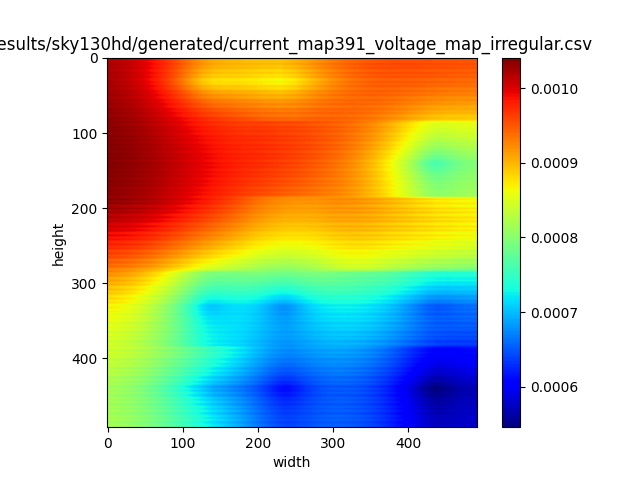 esults/sky130hd/generated/current_map391_voltage_map_irregular.csv
0
100
200
300
400
height
0 100 200 300 400
width
0.0010
0.0009
0.0008
0.0007
0.0006